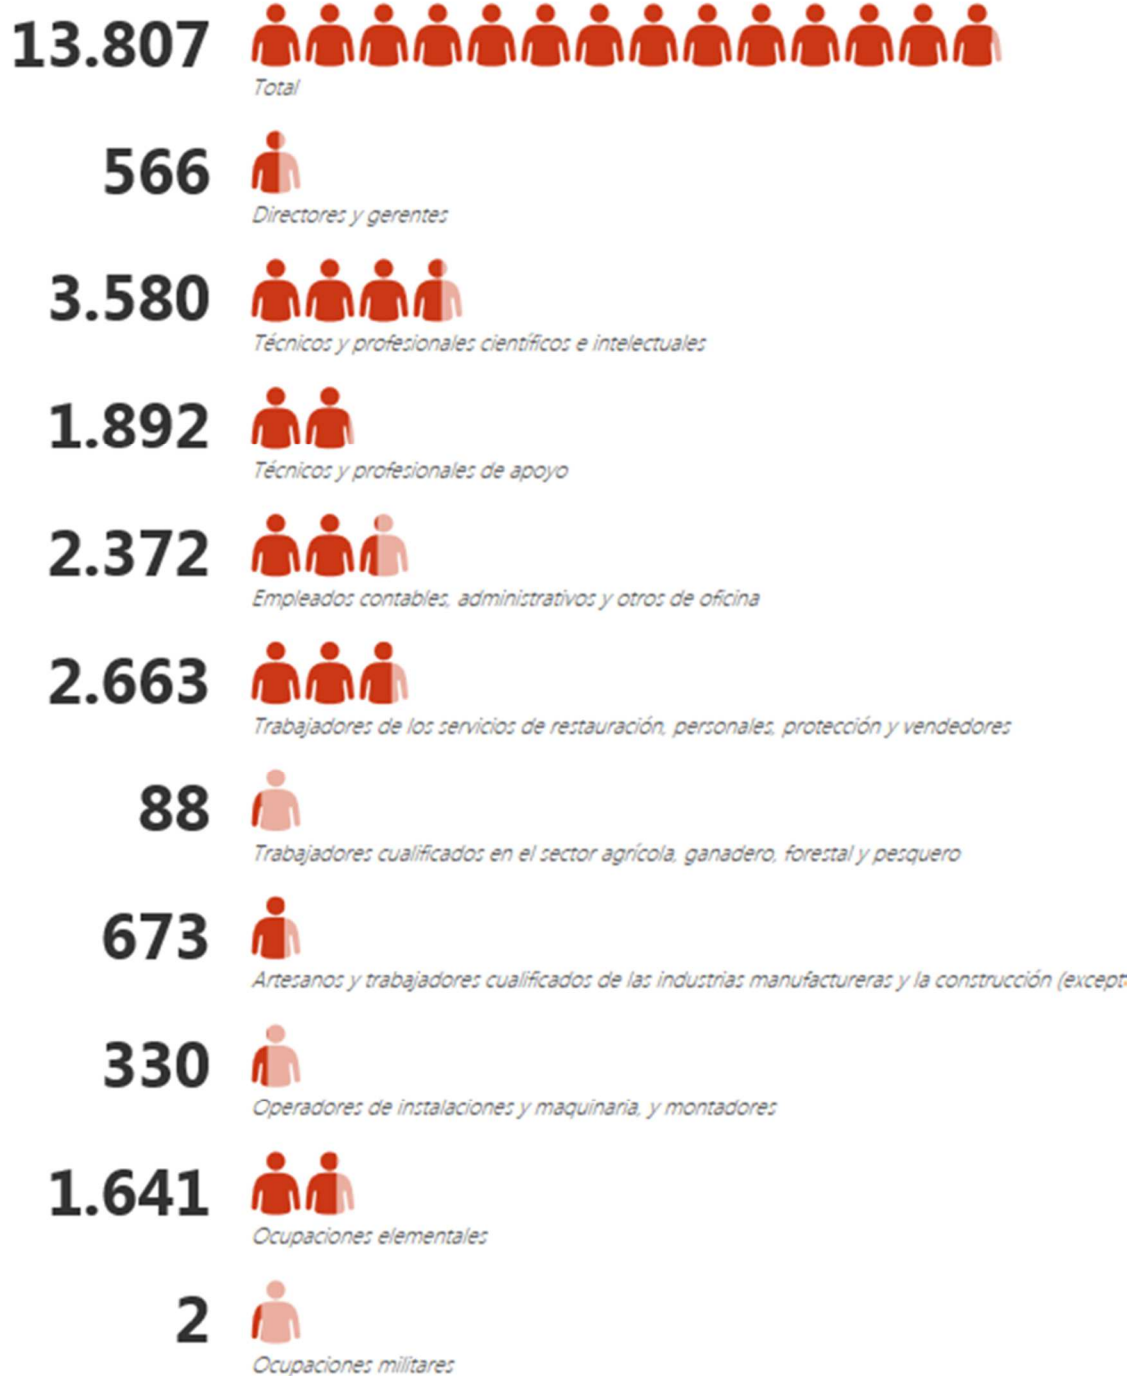 13.807
Total
566
Directores y gerentes
3.580
Técnicos y profesionales científicos e intelectuales
1.892
Técnicos y profesionales de apoyo
2.372
Empleados contables, administrativos y otros de oficina
2.663
Trabajadores de los servicios de restauración, personales, protección y vendedores
88
Trabajadores cualificados en el sector agrícola, ganadero, forestal y pesquero
673
Artesanos y trabajadores cualificados de las industrias manufactureras y la construcción (except
330
Operadores de instalaciones y maquinaria, y montadores
1.641
Ocupaciones elementales
2
Ocupaciones militares